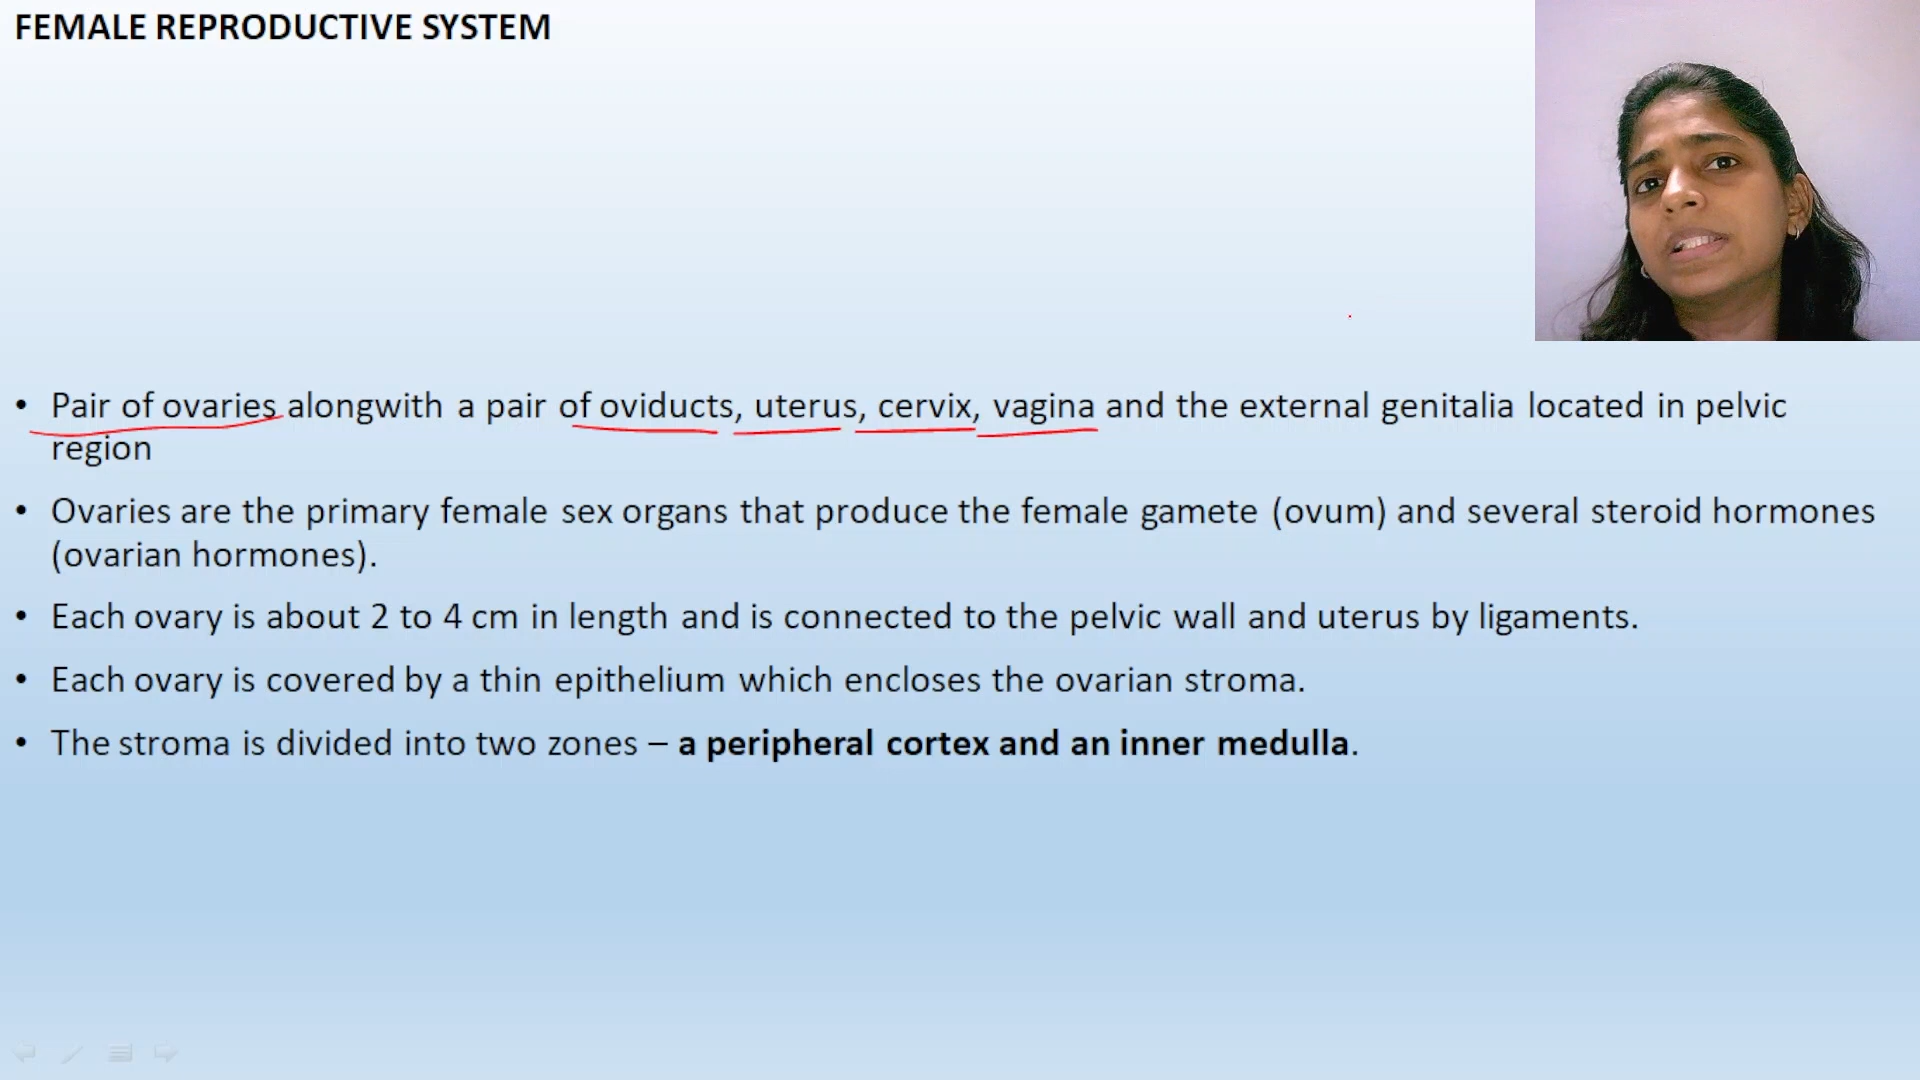 FEMALE REPRODUCTIVE SYSTEM
• Pair of ovaries alongwith a pair of oviducts, uterus, cervix, vagina and the external genitalia located in pelvic
region
• Ovaries are the primary female sex organs that produce the female gamete (ovum) and several steroid hormones
(ovarian hormones).
• Each ovary is about 2 to 4 cm in length and is connected to the pelvic wall and uterus by ligaments.
• Each ovary is covered by a thin epithelium which encloses the ovarian stroma.
• The stroma is divided into two zones – a peripheral cortex and an inner medulla.